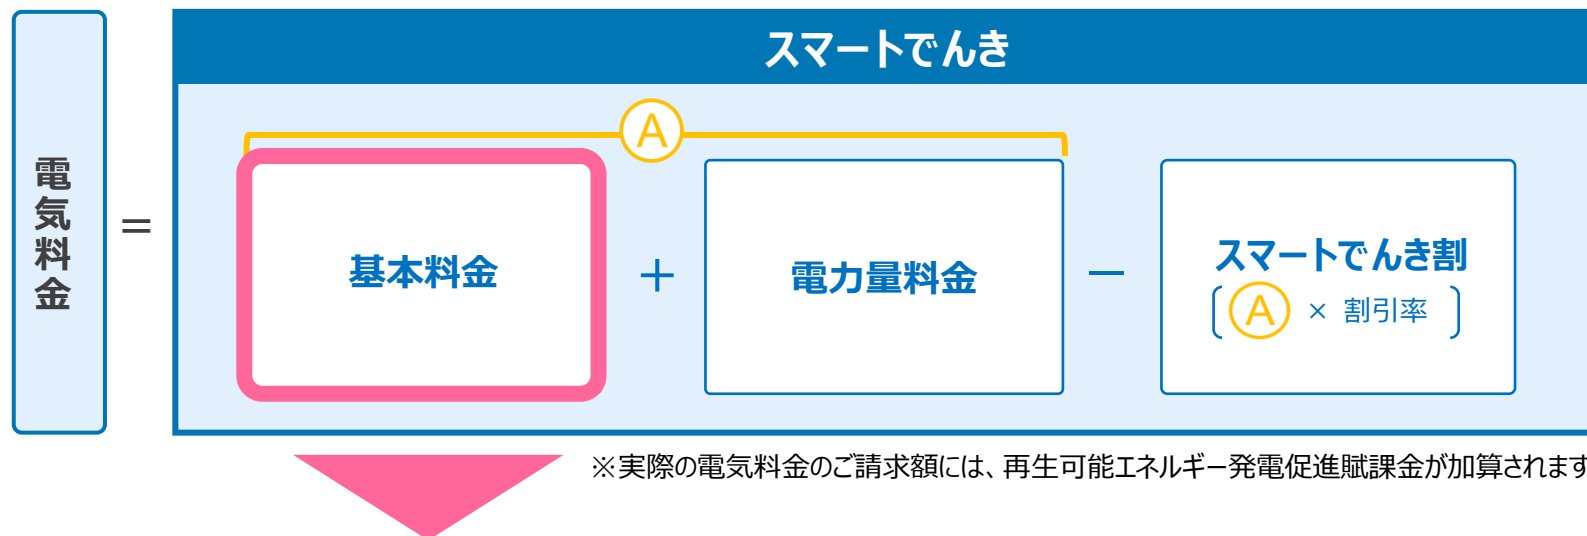 スマートでんき
電気料金
＝
Ⓐ
基本料金
＋
電力量料金
－
スマートでんき割
〔Ⓐ × 割引率 〕
※実際の電気料金のご請求額には、再生可能エネルギー発電促進賦課金が加算されます